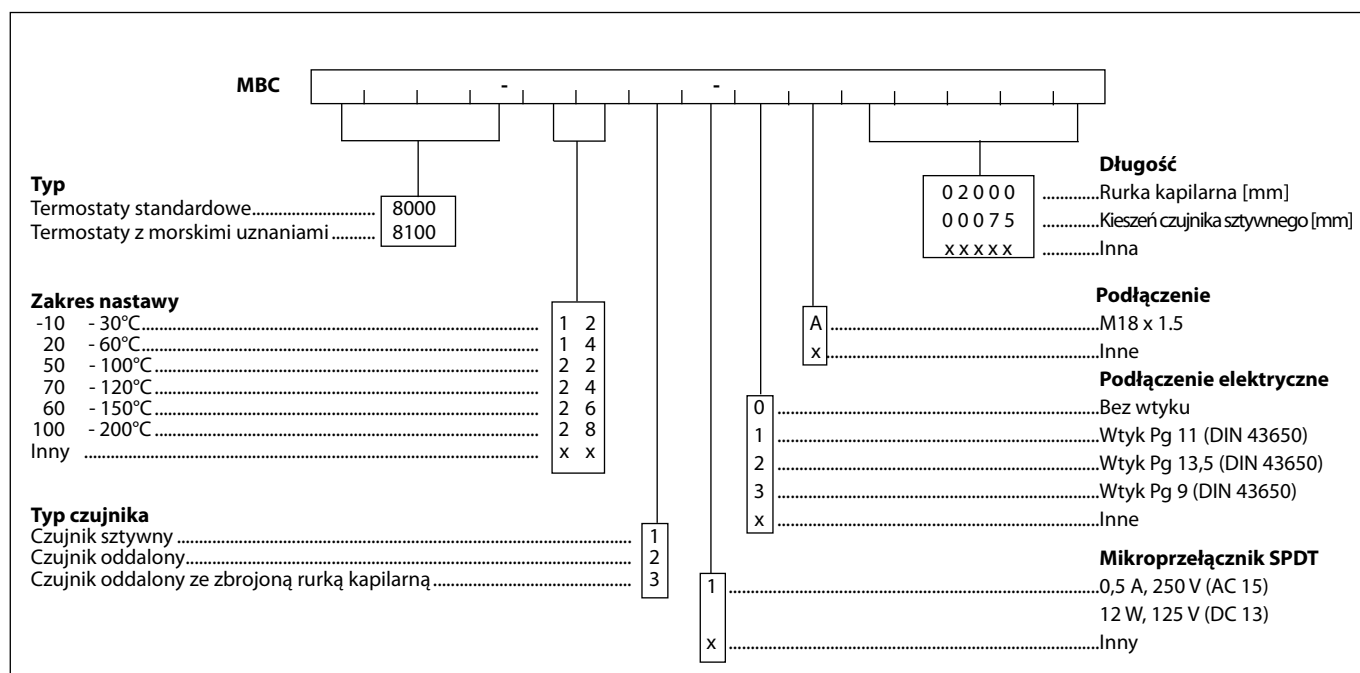 MBC - -
Typ
Termostaty standardowe............................ 8000
Termostaty z morskimi uznaniami.......... 8100
Zakres nastawy
-10 - 30°C.......... 1 2
20 - 60°C.......... 1 4
50 - 100°C.......... 2 2
70 - 120°C.......... 2 4
60 - 150°C.......... 2 6
100 - 200°C.......... 2 8
Inny .......... x x
Typ czujnika
Czujnik sztywny .......... 1
Czujnik oddalony.......... 2
Czujnik oddalony ze zbrojoną rurką kapilarną.......... 3
Długość
0 2 0 0 0 ............Rurka kapilarna [mm]
0 0 0 7 5 ............Kieszeń czujnika sztywnego [mm]
x x x x x ............Inna
Podłączenie
A ..........M18 x 1.5
x ..........Inne
Podłączenie elektryczne
0 ..........Bez wtyku
1 ..........Wtyk Pg 11 (DIN 43650)
2 ..........Wtyk Pg 13,5 (DIN 43650)
3 ..........Wtyk Pg 9 (DIN 43650)
x ..........Inne
Mikroprzełącznik SPDT
1 ..........0,5 A, 250 V (AC 15)
12 W, 125 V (DC 13)
x ..........Inny